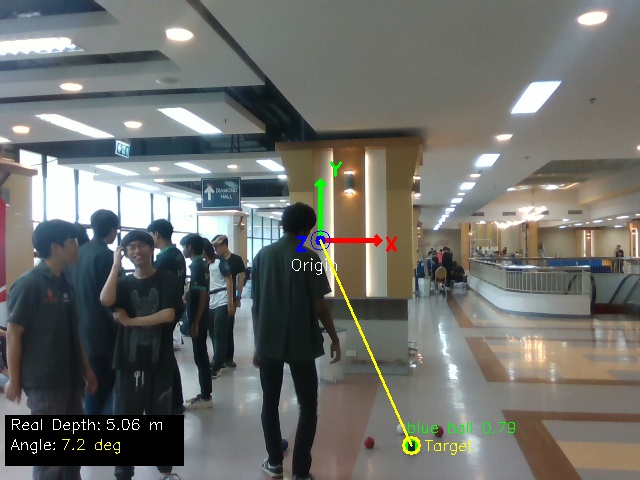 DIAMOND
HALL
Y
Z
X
Origin
blue ball 0.79
Target
Real Depth: 5.06 m
Angle: 7.2 deg